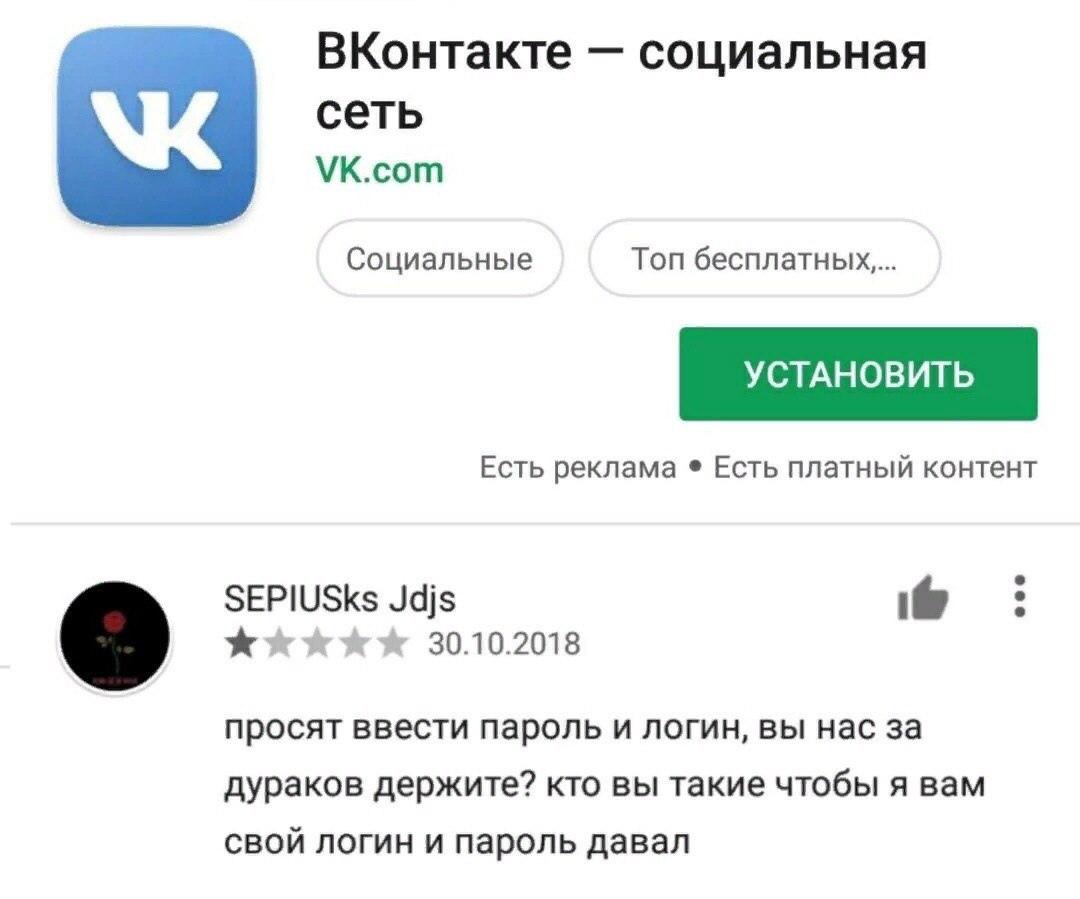 ВКонтакте — социальная
сеть
VK.com
Социальные
Топ бесплатных,...
УСТАНОВИТЬ
Есть реклама • Есть платный контент
SEPIUSks Jdjs
30.10.2018
просят ввести пароль и логин, вы нас за
дураков держите? кто вы такие чтобы я вам
свой логин и пароль давал